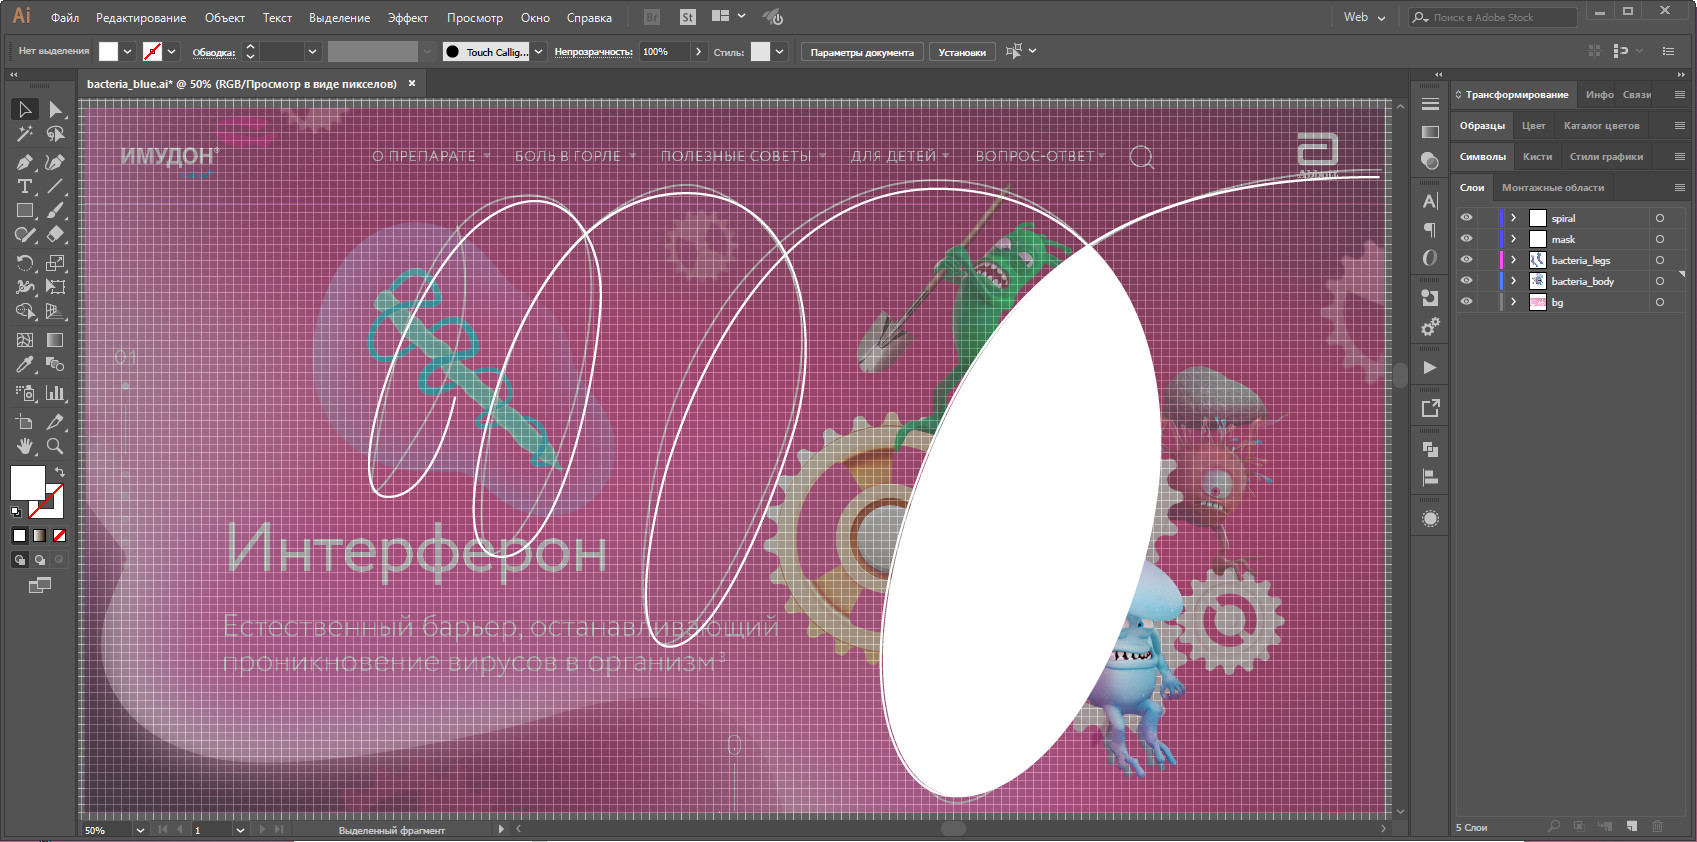 Ai Файл Редактирование Объект Текст Выделение Эффект Просмотр Окно Справка Br St Web Поиск в Adobe Stock
Нет выделения Обводка: Touch Callig... Непрозрачность: 100% Стиль: Параметры документа Установки
bacteria_blue.ai* @ 50% (RGB/Просмотр в виде пикселов) ×
ИМУДОН® О ПРЕПАРАТЕ БОЛЬ В ГОРЛЕ ПОЛЕЗНЫЕ СОВЕТЫ ДЛЯ ДЕТЕЙ ВОПРОС-ОТВЕТ
Abbott
01
Интерферон
Естественный барьер, останавливающий
проникновение вирусов в организм³
Трансформирование Инфо Связи
Образцы Цвет Каталог цветов
Символы Кисти Стили графики
Слои Монтажные области
spiral
mask
bacteria_legs
bacteria_body
bg
5 Слои
50% 1 Выделенный фрагмент